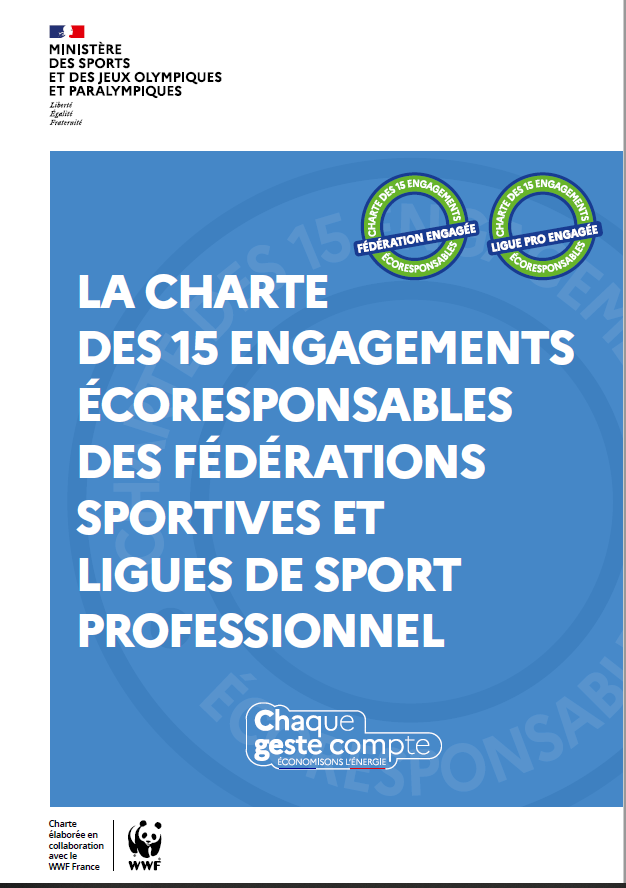 MINISTÈRE
DES SPORTS
ET DES JEUX OLYMPIQUES
ET PARALYMPIQUES
Liberté
Égalité
Fraternité
CHARTE DES 15 ENGAGEMENTS
FÉDÉRATION ENGAGÉE
ÉCORESPONSABLES
CHARTE DES 15 ENGAGEMENTS
LIGUE PRO ENGAGÉE
ÉCORESPONSABLES
LA CHARTE
DES 15 ENGAGEMENTS
ÉCORESPONSABLES
DES FÉDÉRATIONS
SPORTIVES ET
LIGUES DE SPORT
PROFESSIONNEL
Chaque
geste compte
ÉCONOMISONS L'ÉNERGIE
Charte
élaborée en
collaboration
avec le
WWF France
WWF